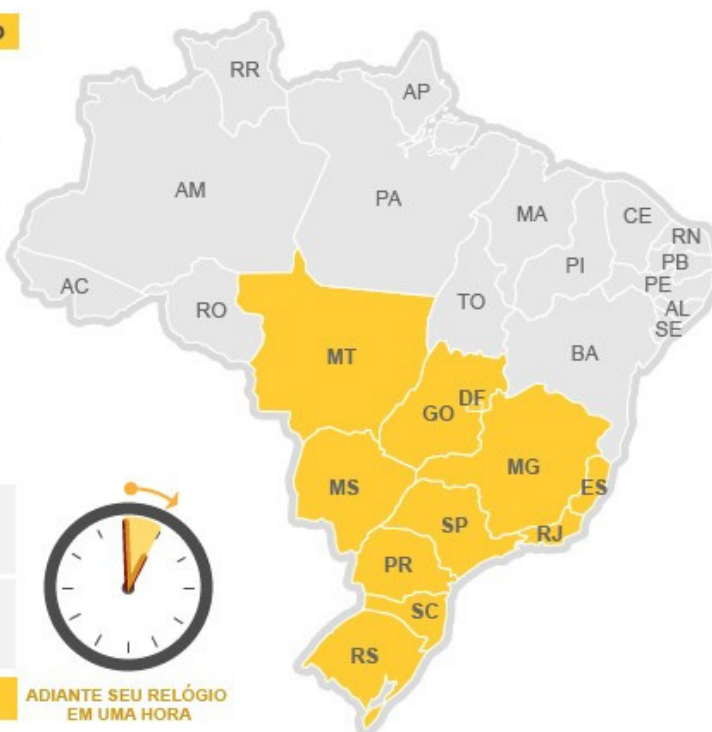 RR
AP
AM
PA
MA
CE
RN
PB
PI
PE
AL
SE
AC
RO
TO
BA
MT
DF
GO
MG
ES
MS
SP
RJ
PR
SC
RS
ADIANTE SEU RELÓGIO
EM UMA HORA